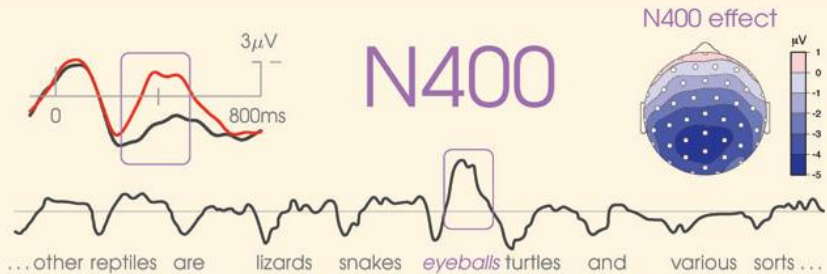 N400 effect
3μV
N400
μV
1
0
-1
-2
-3
-4
-5
0
800ms
...other reptiles are lizards snakes eyeballs turtles and various sorts...